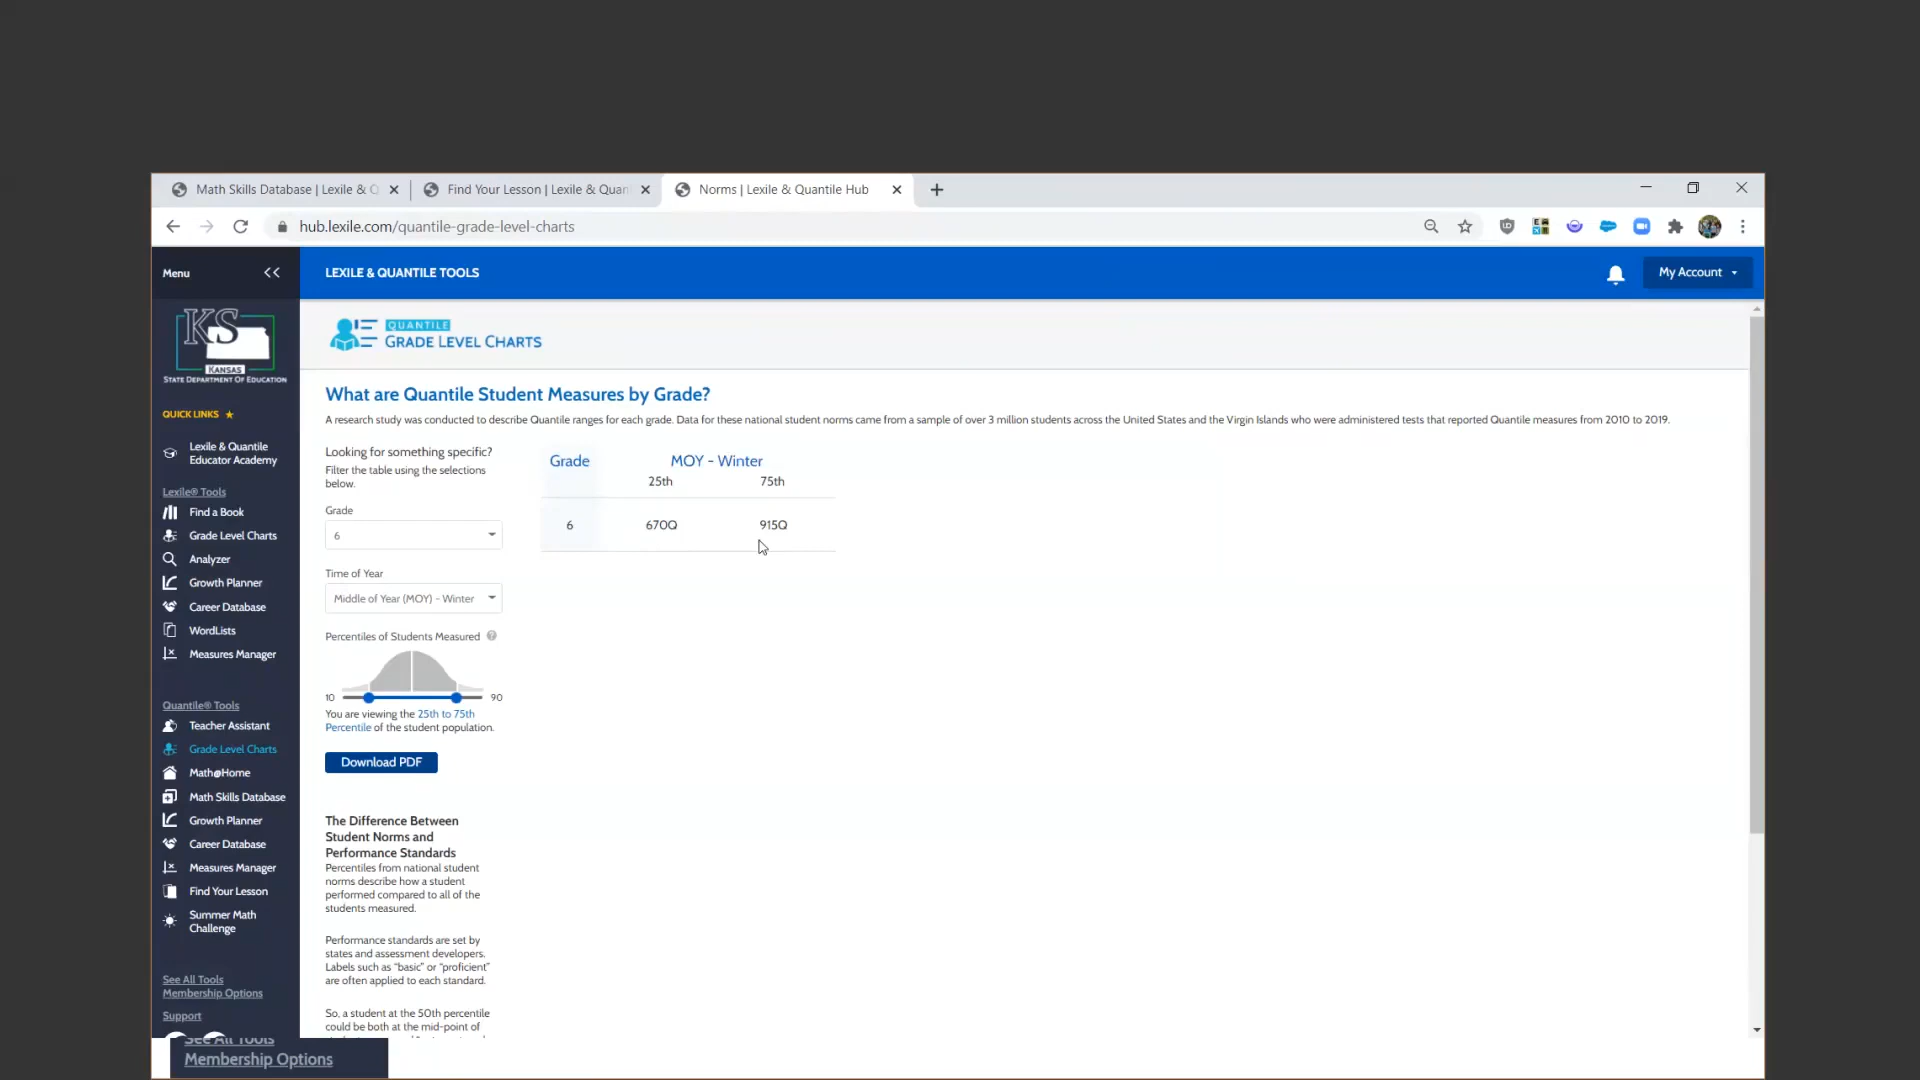 Math Skills Database | Lexile & Q
Find Your Lesson | Lexile & Quan
Norms | Lexile & Quantile Hub
hub.lexile.com/quantile-grade-level-charts
Menu
LEXILE & QUANTILE TOOLS
My Account
KS
KANSAS
STATE DEPARTMENT OF EDUCATION
QUICK LINKS
Lexile & Quantile
Educator Academy
Lexile® Tools
Find a Book
Grade Level Charts
Analyzer
Growth Planner
Career Database
WordLists
Measures Manager
Quantile® Tools
Teacher Assistant
Grade Level Charts
Math@Home
Math Skills Database
Growth Planner
Career Database
Measures Manager
Find Your Lesson
Summer Math
Challenge
See All Tools
Membership Options
Support
See All Tools
Membership Options
QUANTILE
GRADE LEVEL CHARTS
What are Quantile Student Measures by Grade?
A research study was conducted to describe Quantile ranges for each grade. Data for these national student norms came from a sample of over 3 million students across the United States and the Virgin Islands who were administered tests that reported Quantile measures from 2010 to 2019.
Looking for something specific?
Filter the table using the selections
below.
Grade
6
Time of Year
Middle of Year (MOY) - Winter
Percentiles of Students Measured
10 90
You are viewing the 25th to 75th
Percentile of the student population.
Download PDF
Grade MOY - Winter
25th 75th
6 670Q 915Q
The Difference Between
Student Norms and
Performance Standards
Percentiles from national student
norms describe how a student
performed compared to all of the
students measured.
Performance standards are set by
states and assessment developers.
Labels such as "basic" or "proficient"
are often applied to each standard.
So, a student at the 50th percentile
could be both at the mid-point of